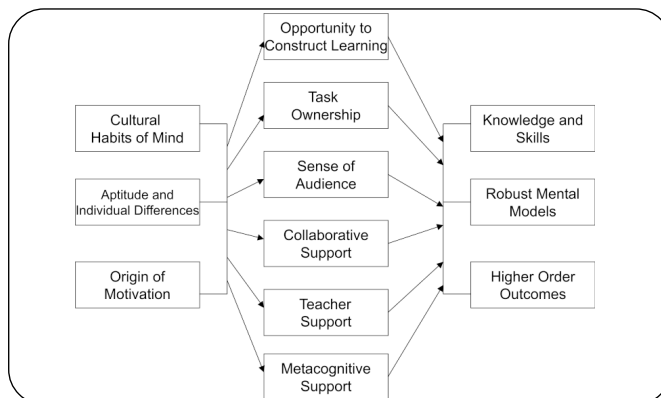 Opportunity to
Construct Learning
Task
Ownership
Cultural
Habits of Mind
Knowledge and
Skills
Sense of
Audience
Aptitude and
Individual Differences
Robust Mental
Models
Collaborative
Support
Origin of
Motivation
Higher Order
Outcomes
Teacher
Support
Metacognitive
Support